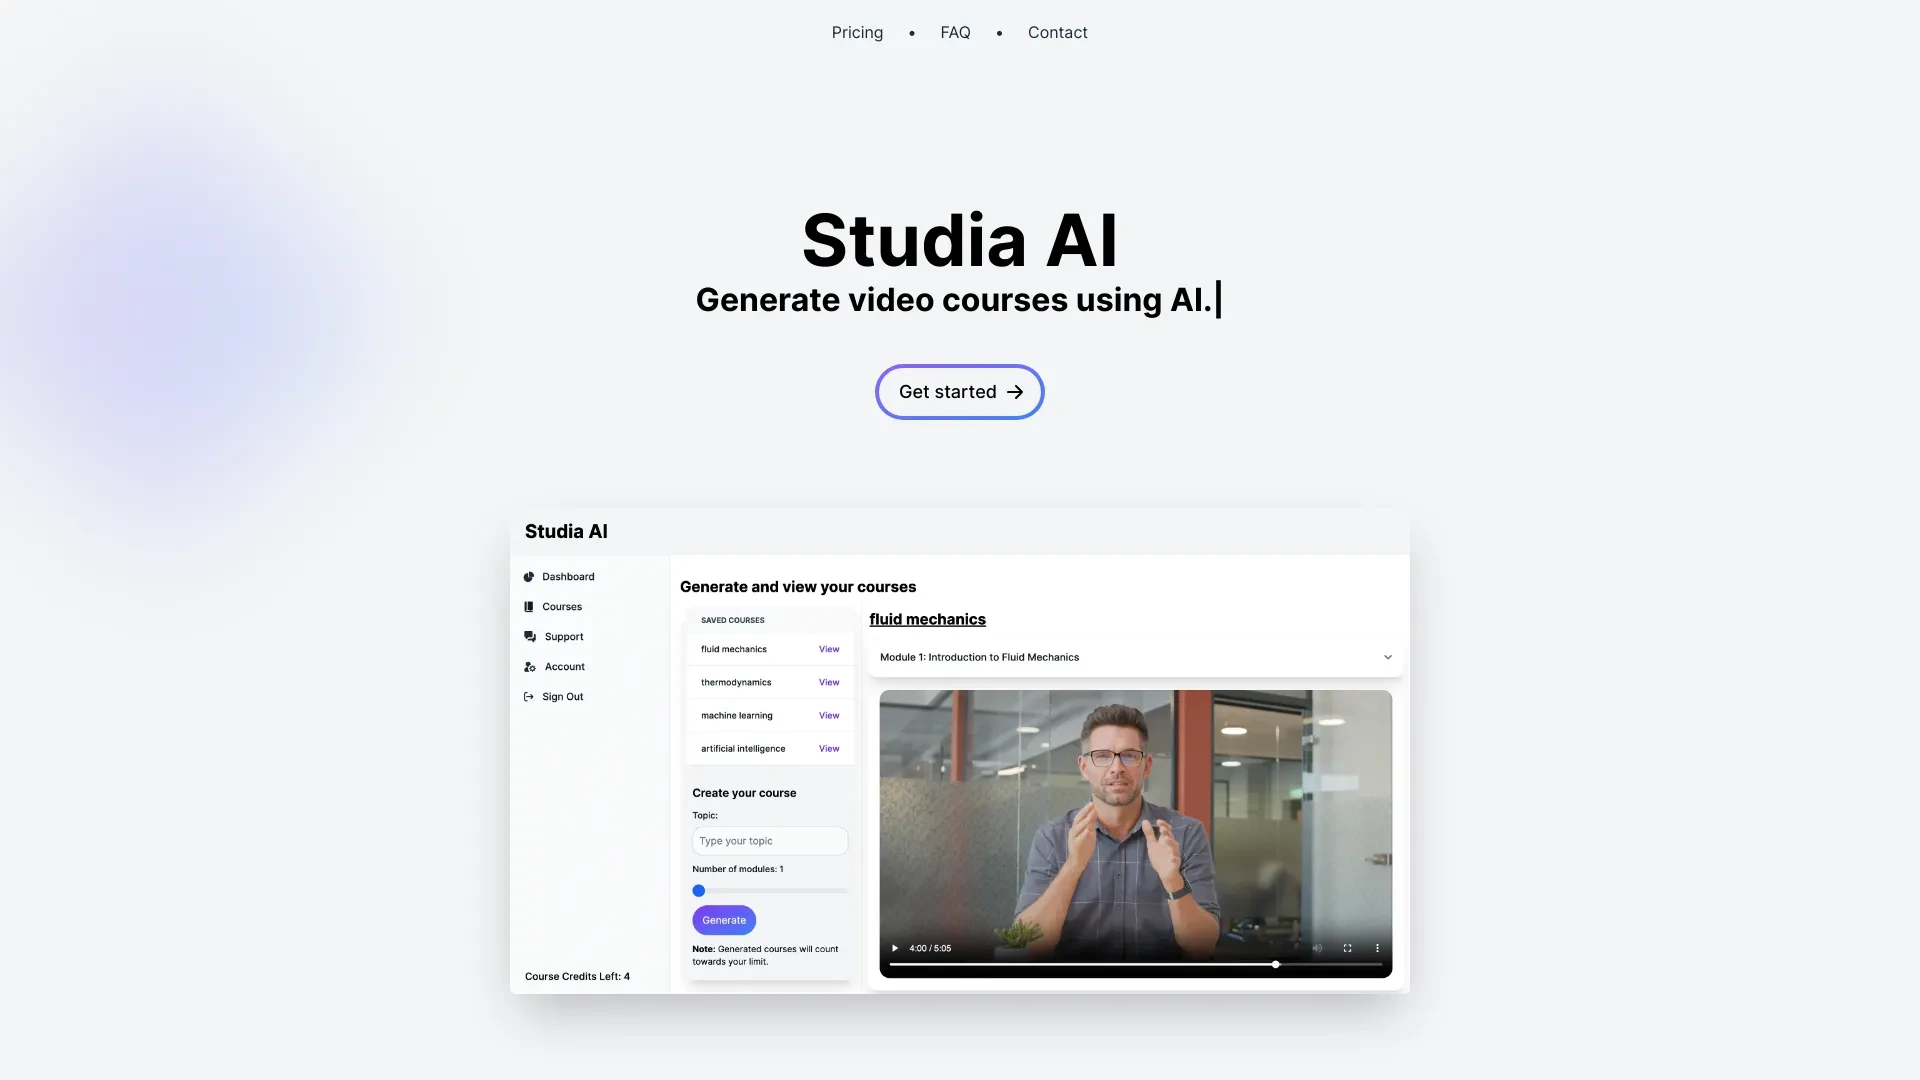 Pricing • FAQ • Contact
Studia AI
Generate video courses using AI.|
Get started →
Studia AI
Dashboard
Courses
Support
Account
Sign Out
Course Credits Left: 4
Generate and view your courses
SAVED COURSES
fluid mechanics View
thermodynamics View
machine learning View
artificial intelligence View
Create your course
Topic:
Type your topic
Number of modules: 1
Generate
Note: Generated courses will count
towards your limit.
fluid mechanics
Module 1: Introduction to Fluid Mechanics
4:00 / 5:05